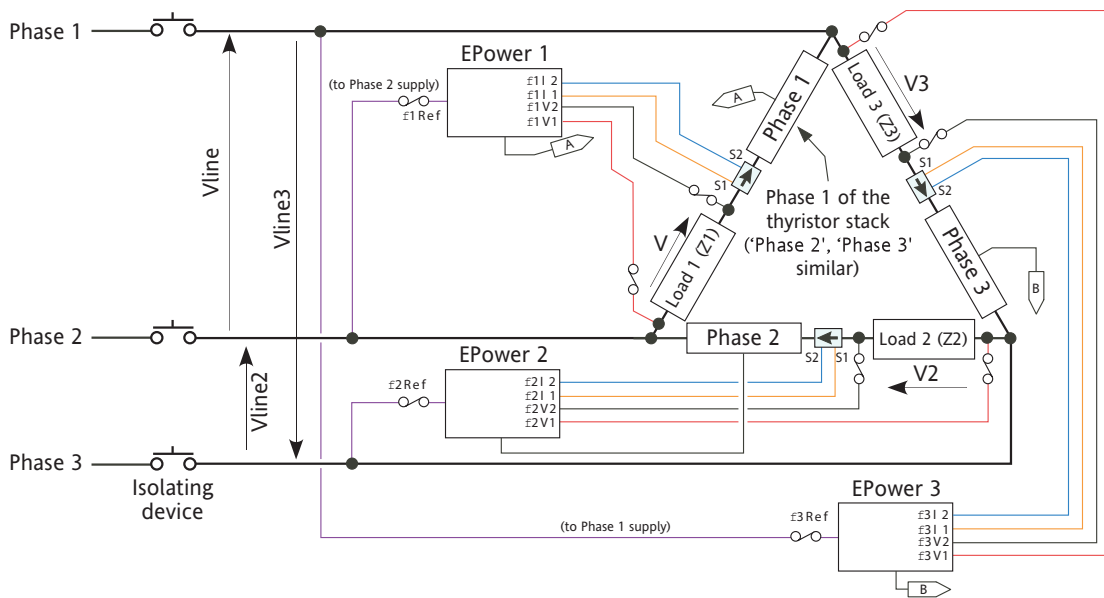 Phase 1
EPower 1
(to Phase 2 supply)
f1Ref
f1I 2
f1I 1
f1V2
f1V1
A
A
Phase 1
S2
S1
Load 1 (Z1)
V
Load 3 (Z3)
V3
S1
S2
Phase 3
B
Phase 1 of the
thyristor stack
('Phase 2', 'Phase 3'
similar)
Vline
Vline3
Vline2
Phase 2
Phase 2
S2
S1
Load 2 (Z2)
V2
EPower 2
f2Ref
f2I 2
f2I 1
f2V2
f2V1
Phase 3
Isolating
device
EPower 3
(to Phase 1 supply)
f3Ref
f3I 2
f3I 1
f3V2
f3V1
B